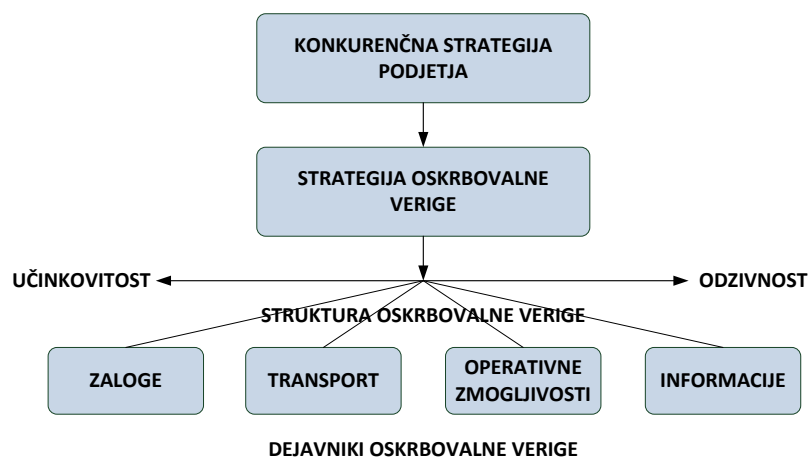 KONKURENČNA STRATEGIJA
PODJETJA
STRATEGIJA OSKRBOVALNE
VERIGE
UČINKOVITOST
ODZIVNOST
STRUKTURA OSKRBOVALNE VERIGE
ZALOGE
TRANSPORT
OPERATIVNE
ZMOGLJIVOSTI
INFORMACIJE
DEJAVNIKI OSKRBOVALNE VERIGE